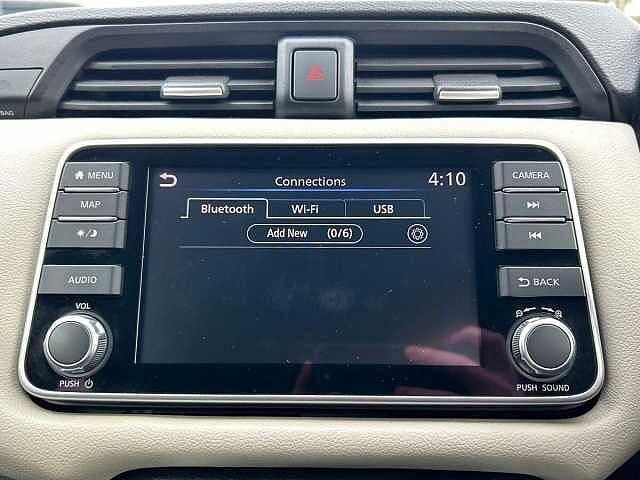 BAG
MENU
MAP
AUDIO
VOL
PUSH
Connections
4:10
Bluetooth
Wi-Fi
USB
Add New (0/6)
CAMERA
BACK
PUSH SOUND